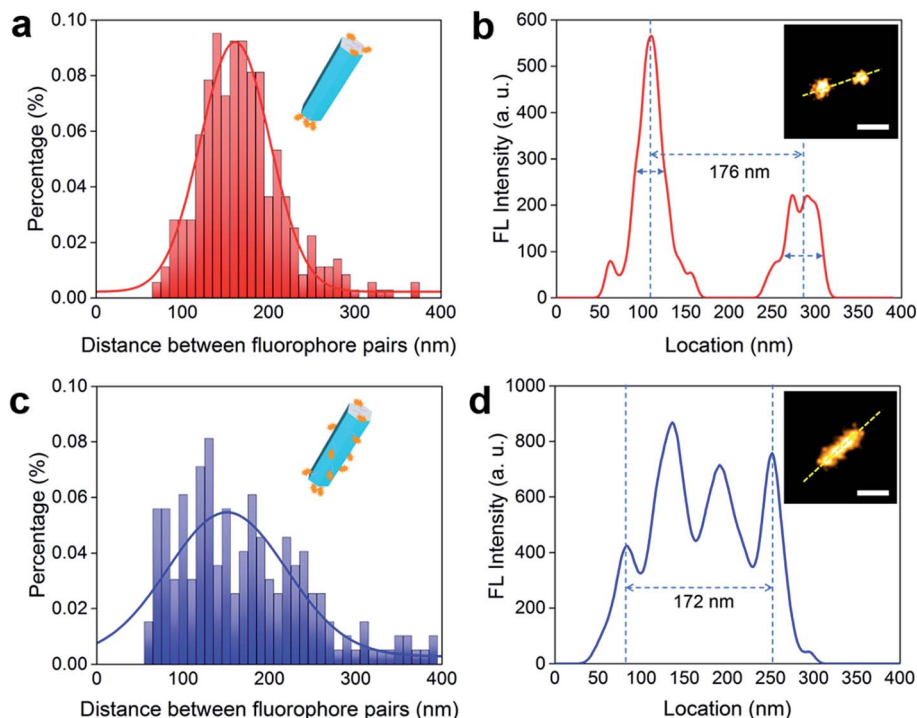 a
Percentage (%)
0.10
0.08
0.06
0.04
0.02
0.00
0 100 200 300 400
Distance between fluorophore pairs (nm)
b
FL Intensity (a. u.)
600
500
400
300
200
100
0
176 nm
0 50 100 150 200 250 300 350 400
Location (nm)
c
Percentage (%)
0.10
0.08
0.06
0.04
0.02
0.00
0 100 200 300 400
Distance between fluorophore pairs (nm)
d
FL Intensity (a. u.)
1000
800
600
400
200
0
172 nm
0 50 100 150 200 250 300 350 400
Location (nm)